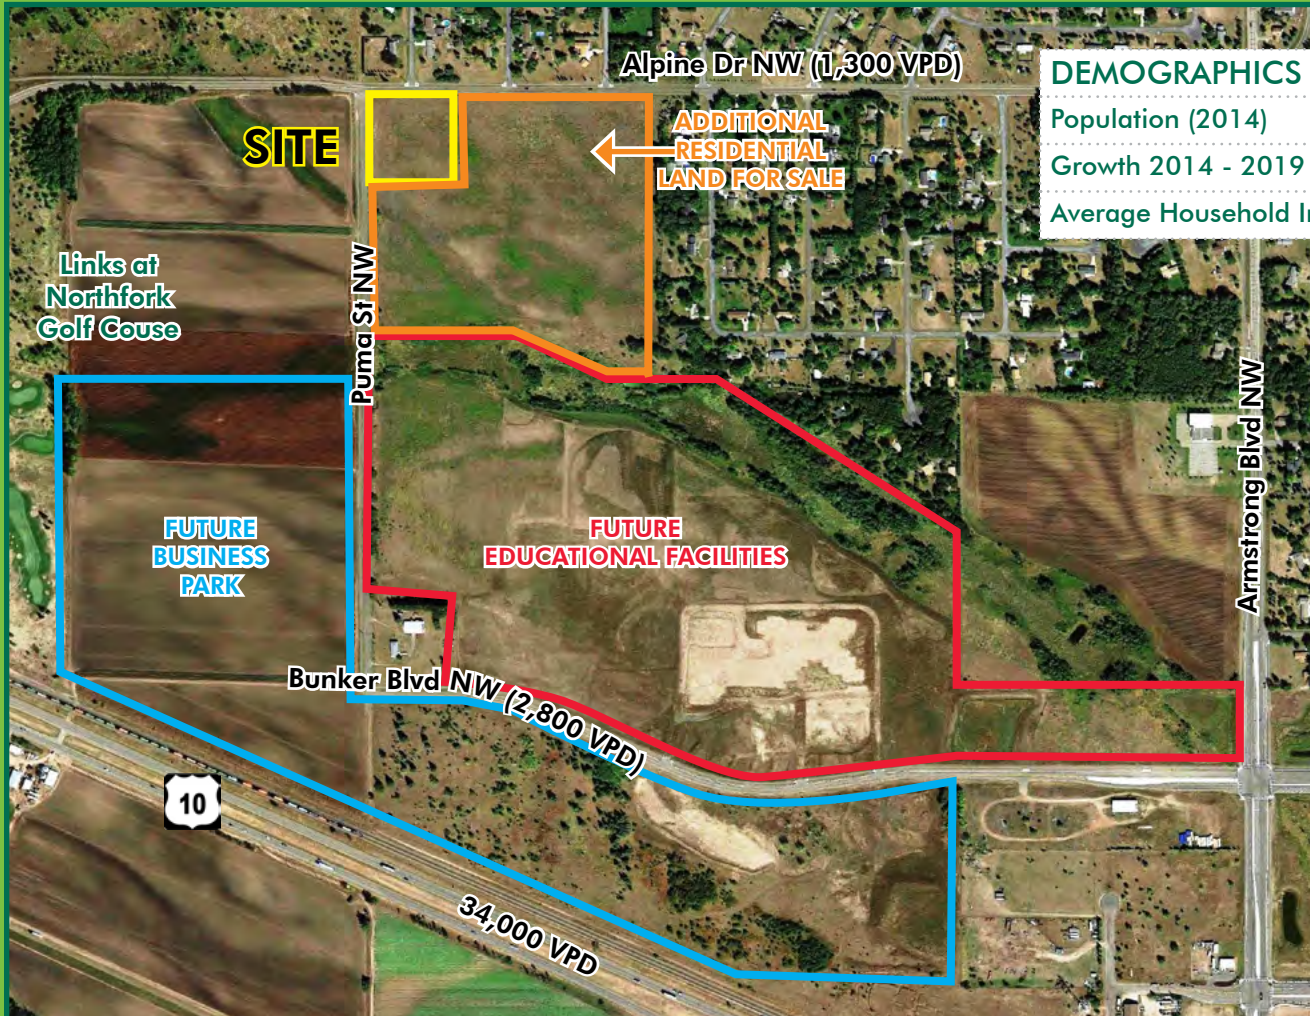 Alpine Dr NW (1,300 VPD)
DEMOGRAPHICS
Population (2014)
Growth 2014 - 2019
Average Household
SITE
ADDITIONAL
RESIDENTIAL
LAND FOR SALE
Links at
Northfork
Golf Couse
Puma St NW
Armstrong Blvd NW
FUTURE
BUSINESS
PARK
FUTURE
EDUCATIONAL FACILITIES
Bunker Blvd NW (2,800 VPD)
10
34,000 VPD